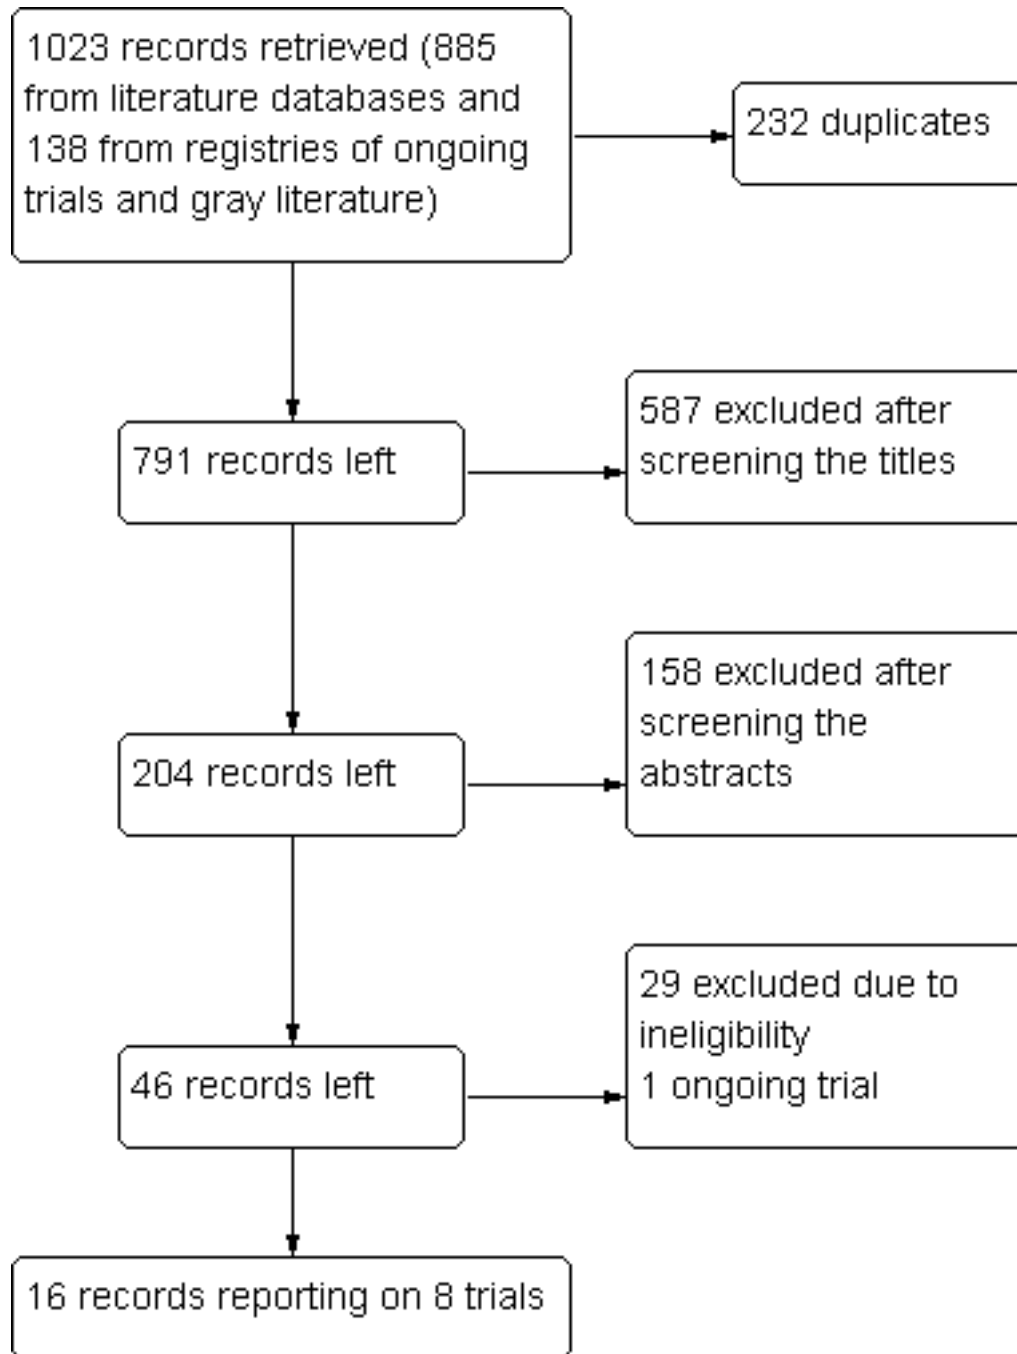 1023 records retrieved (885
from literature databases and
138 from registries of ongoing
trials and gray literature)
232 duplicates
791 records left
587 excluded after
screening the titles
204 records left
158 excluded after
screening the
abstracts
46 records left
29 excluded due to
ineligibility
1 ongoing trial
16 records reporting on 8 trials